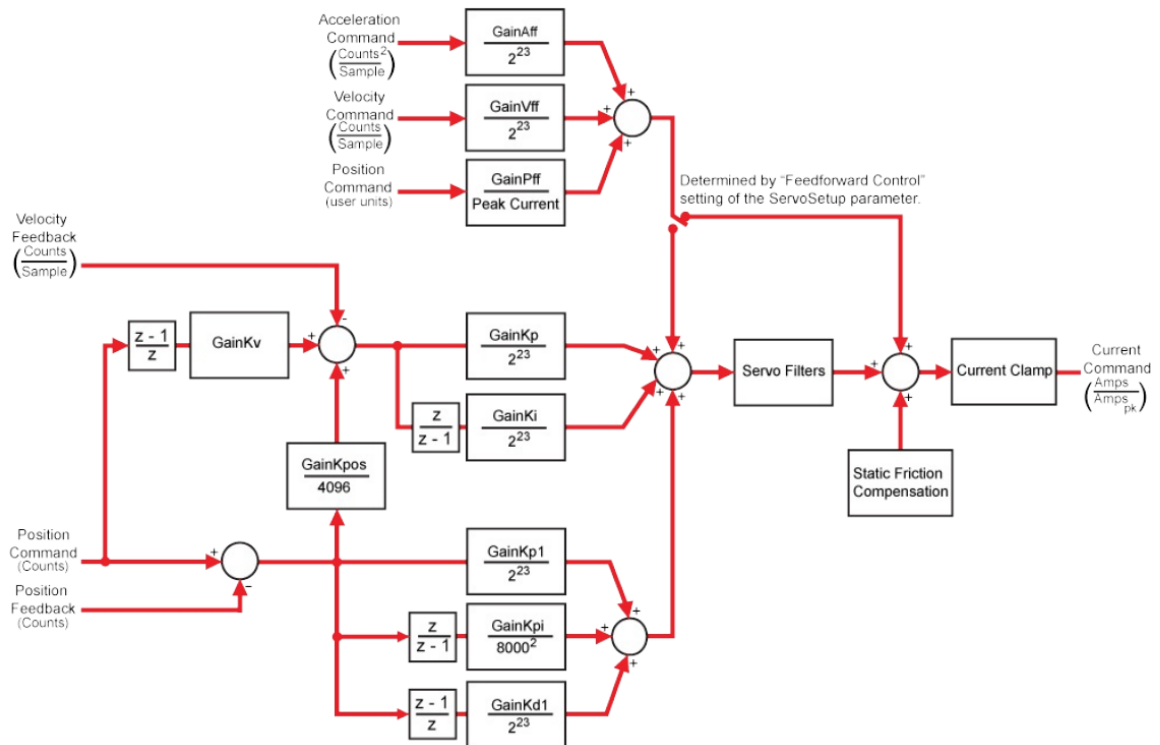 Acceleration
Command
(Counts²
Sample)
GainAff
2²³
+
Velocity
Command
(Counts
Sample)
GainVff
2²³
+
Position
Command
(user units)
GainPff
Peak Current
+
Determined by “Feedforward Control”
setting of the ServoSetup parameter.
Velocity
Feedback
(Counts
Sample)
-
z - 1
z
GainKv
+
+
GainKp
2²³
+
+
+
+
z
z - 1
GainKi
2²³
Servo Filters
+
+
+
Current Clamp
Current
Command
(Amps
Amps pk)
GainKpos
4096
Static Friction
Compensation
Position
Command
(Counts)
+
-
Position
Feedback
(Counts)
GainKp1
2²³
+
z
z - 1
GainKpi
8000²
+
z - 1
z
GainKd1
2²³
+